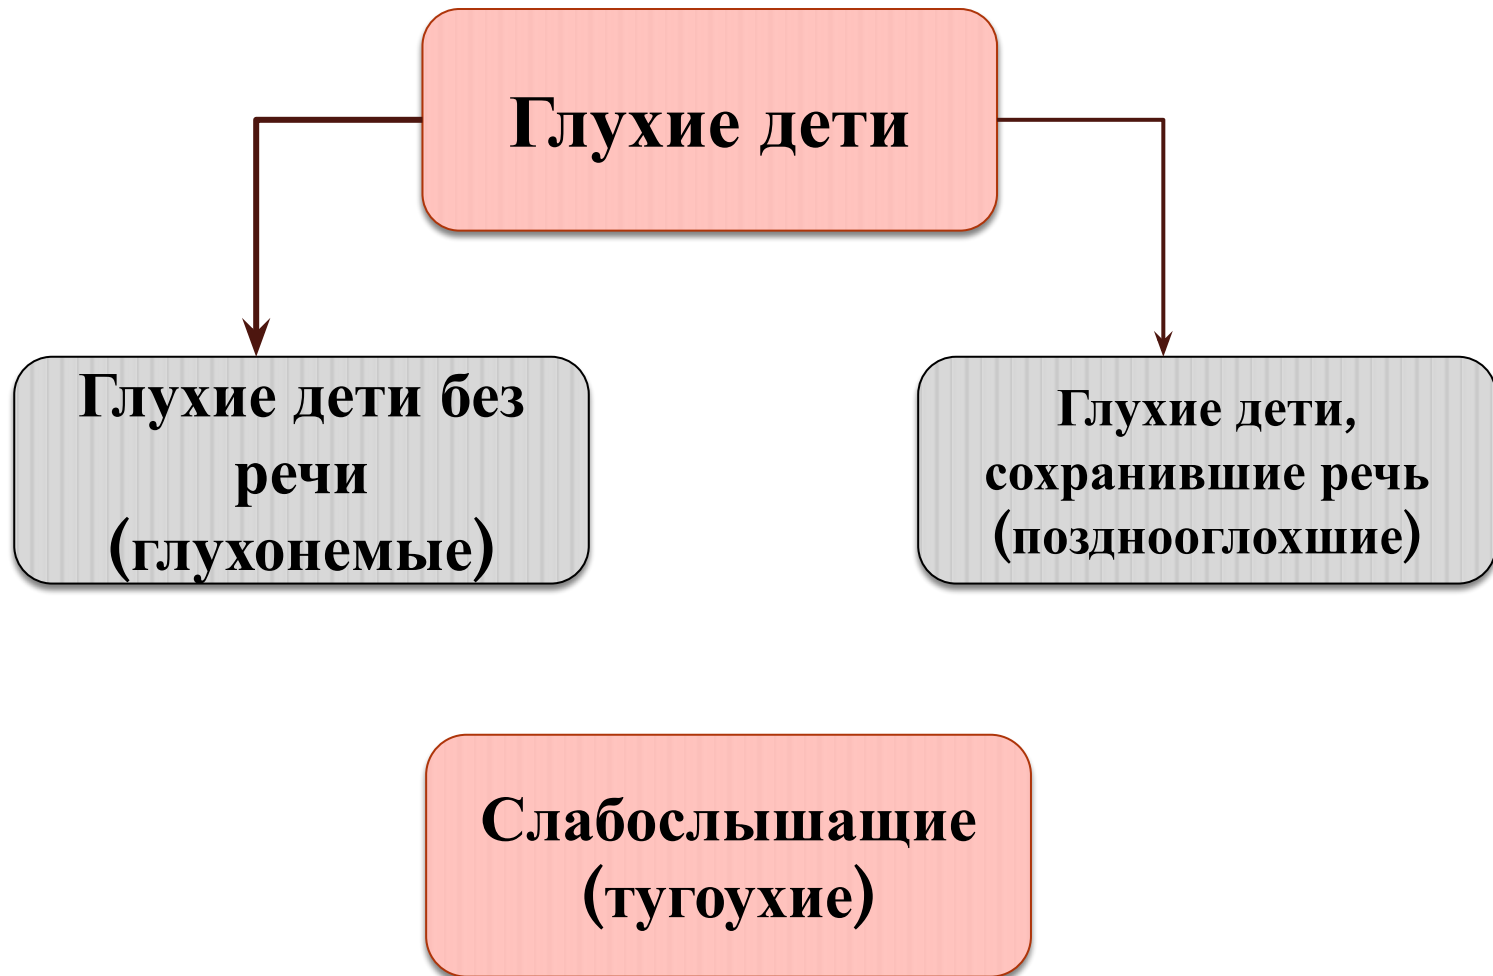 Глухие дети
Глухие дети без
речи
(глухонемые)
Глухие дети,
сохранившие речь
(позднооглохшие)
Слабослышащие
(тугоухие)